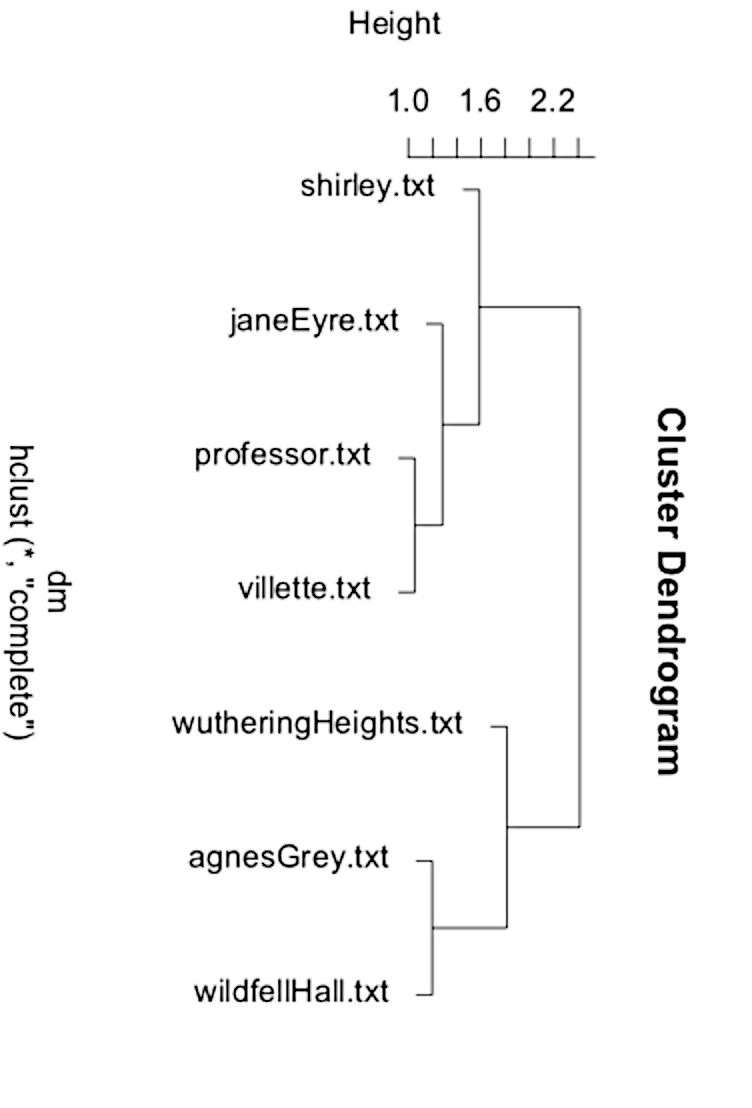 Height
1.0 1.6 2.2
shirley.txt
janeEyre.txt
professor.txt
villette.txt
wutheringHeights.txt
agnesGrey.txt
wildfellHall.txt
Cluster Dendrogram
dm
hclust (*, "complete")